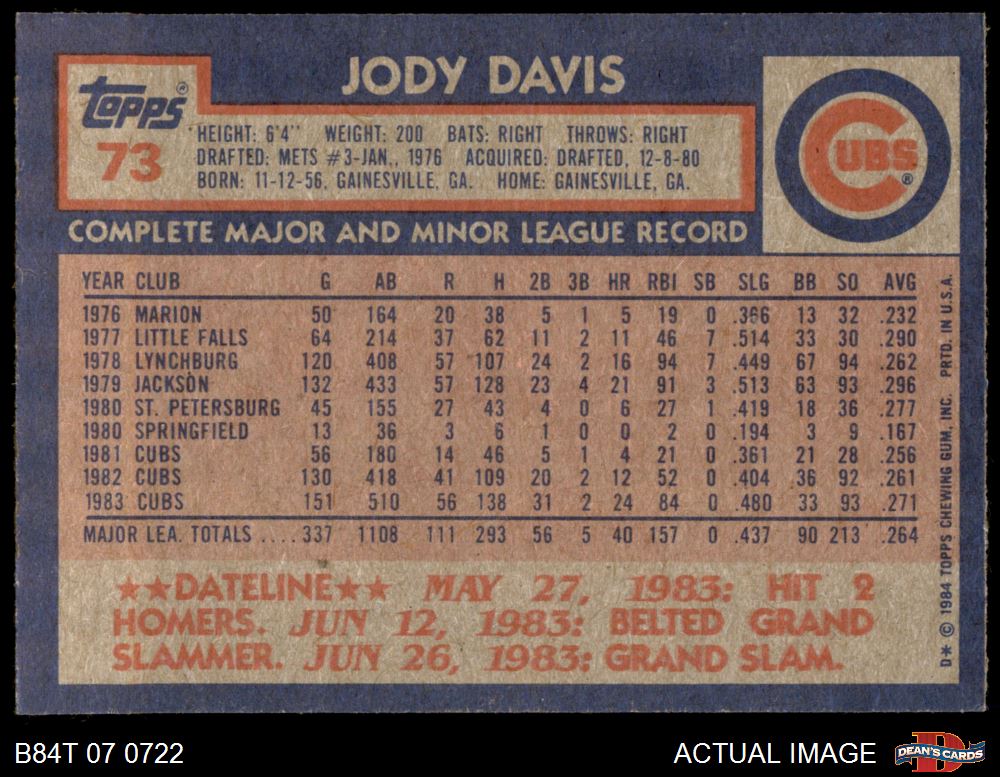 JODY DAVIS
topps®
73
HEIGHT: 6'4'' WEIGHT: 200 BATS: RIGHT THROWS: RIGHT
DRAFTED: METS #3-JAN., 1976 ACQUIRED: DRAFTED, 12-8-80
BORN: 11-12-56, GAINESVILLE, GA. HOME: GAINESVILLE, GA.
CUBS®
COMPLETE MAJOR AND MINOR LEAGUE RECORD
YEAR CLUB G AB R H 2B 3B HR RBI SB SLG BB SO AVG
1976 MARION 50 164 20 38 5 1 5 19 0 .366 13 32 .232
1977 LITTLE FALLS 64 214 37 62 11 2 11 46 7 .514 33 30 .290
1978 LYNCHBURG 120 408 57 107 24 2 16 94 7 .449 67 94 .262
1979 JACKSON 132 433 57 128 23 4 21 91 3 .513 63 93 .296
1980 ST. PETERSBURG 45 155 27 43 4 0 6 27 1 .419 18 36 .277
1980 SPRINGFIELD 13 36 3 6 1 0 0 2 0 .194 3 9 .167
1981 CUBS 56 180 14 46 5 1 4 21 0 .361 21 28 .256
1982 CUBS 130 418 41 109 20 2 12 52 0 .404 36 92 .261
1983 CUBS 151 510 56 138 31 2 24 84 0 .480 33 93 .271
MAJOR LEA. TOTALS .... 337 1108 111 293 56 5 40 157 0 .437 90 213 .264
★★DATELINE★★ MAY 27, 1983: HIT 2
HOMERS. JUN 12, 1983: BELTED GRAND
SLAMMER. JUN 26, 1983: GRAND SLAM.
D* © 1984 TOPPS CHEWING GUM, INC. PRTD. IN U.S.A.
B84T 07 0722
ACTUAL IMAGE
DEAN'S CARDS